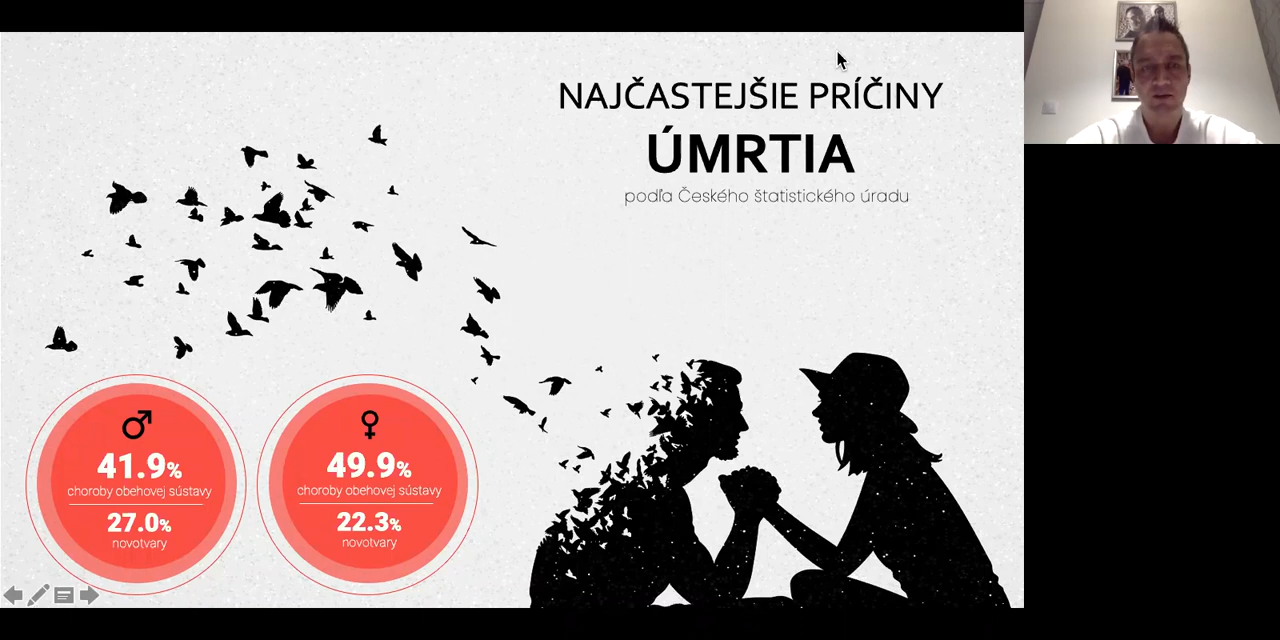 NAJČASTEJŠIE PRÍČINY
ÚMRTIA
podľa Českého štatistického úradu
41.9%
choroby obehovej sústavy
27.0%
novotvary
49.9%
choroby obehovej sústavy
22.3%
novotvary